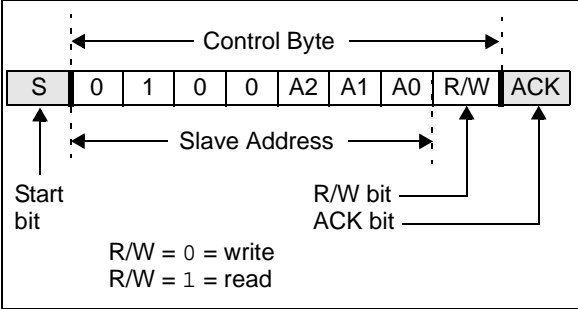 Control Byte
S 0 1 0 0 A2 A1 A0 R/W ACK
Slave Address
Start
bit
R/W bit
ACK bit
R/W = 0 = write
R/W = 1 = read